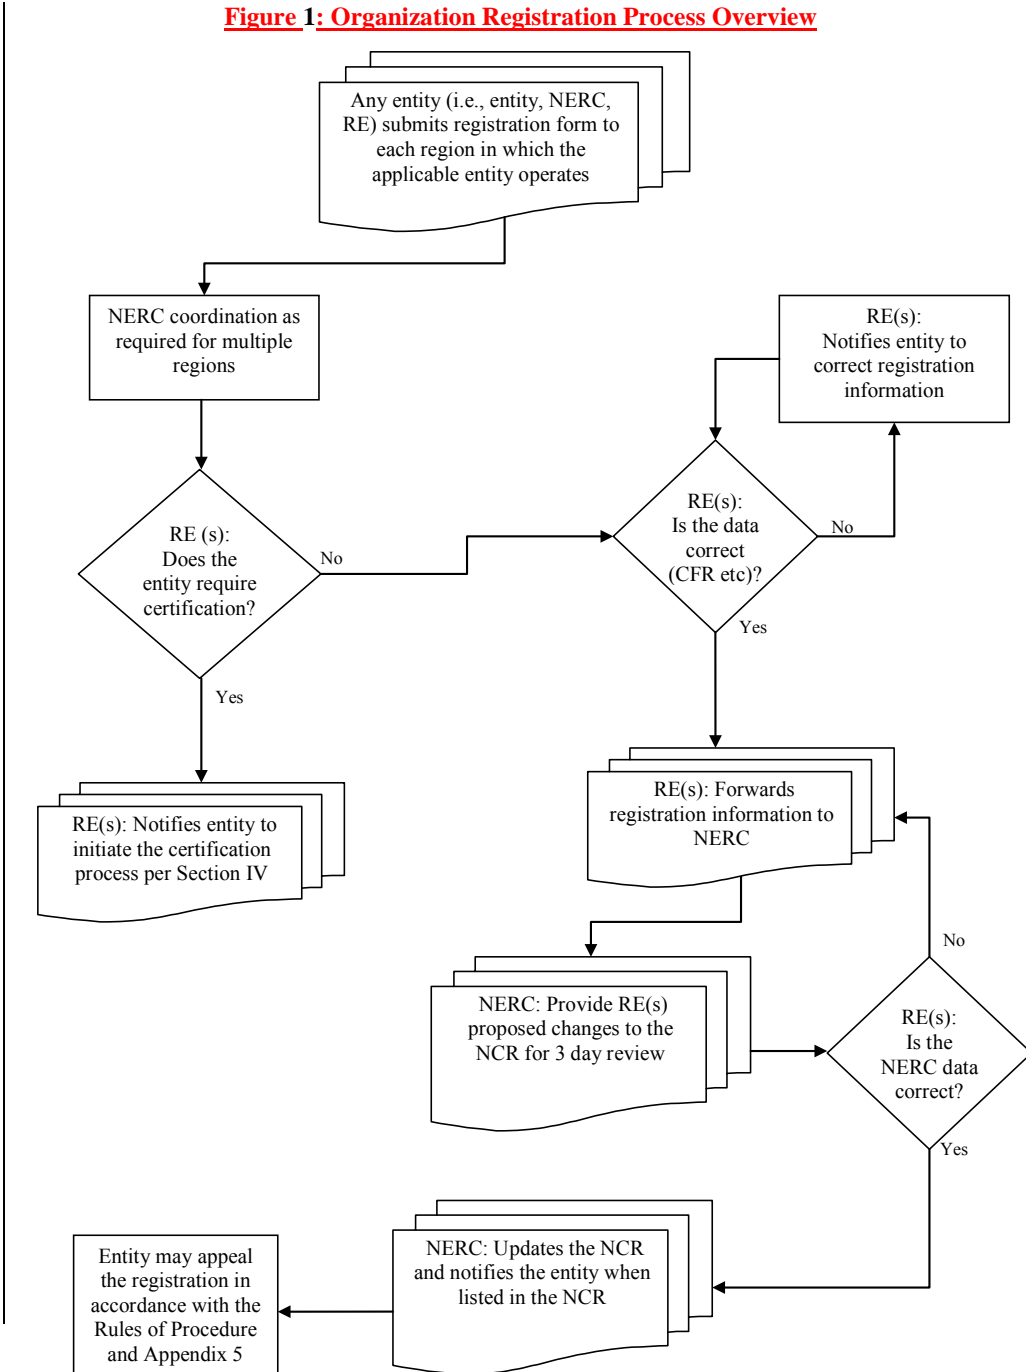 Figure 1: Organization Registration Process Overview
Any entity (i.e., entity, NERC,
RE) submits registration form to
each region in which the
applicable entity operates
NERC coordination as
required for multiple
regions
RE(s):
Notifies entity to
correct registration
information
RE (s):
Does the
entity require
certification?
No
Yes
RE(s):
Is the data
correct
(CFR etc)?
No
Yes
RE(s): Notifies entity to
initiate the certification
process per Section IV
RE(s): Forwards
registration information to
NERC
NERC: Provide RE(s)
proposed changes to the
NCR for 3 day review
RE(s):
Is the
NERC data
correct?
No
Yes
NERC: Updates the NCR
and notifies the entity when
listed in the NCR
Entity may appeal
the registration in
accordance with the
Rules of Procedure
and Appendix 5